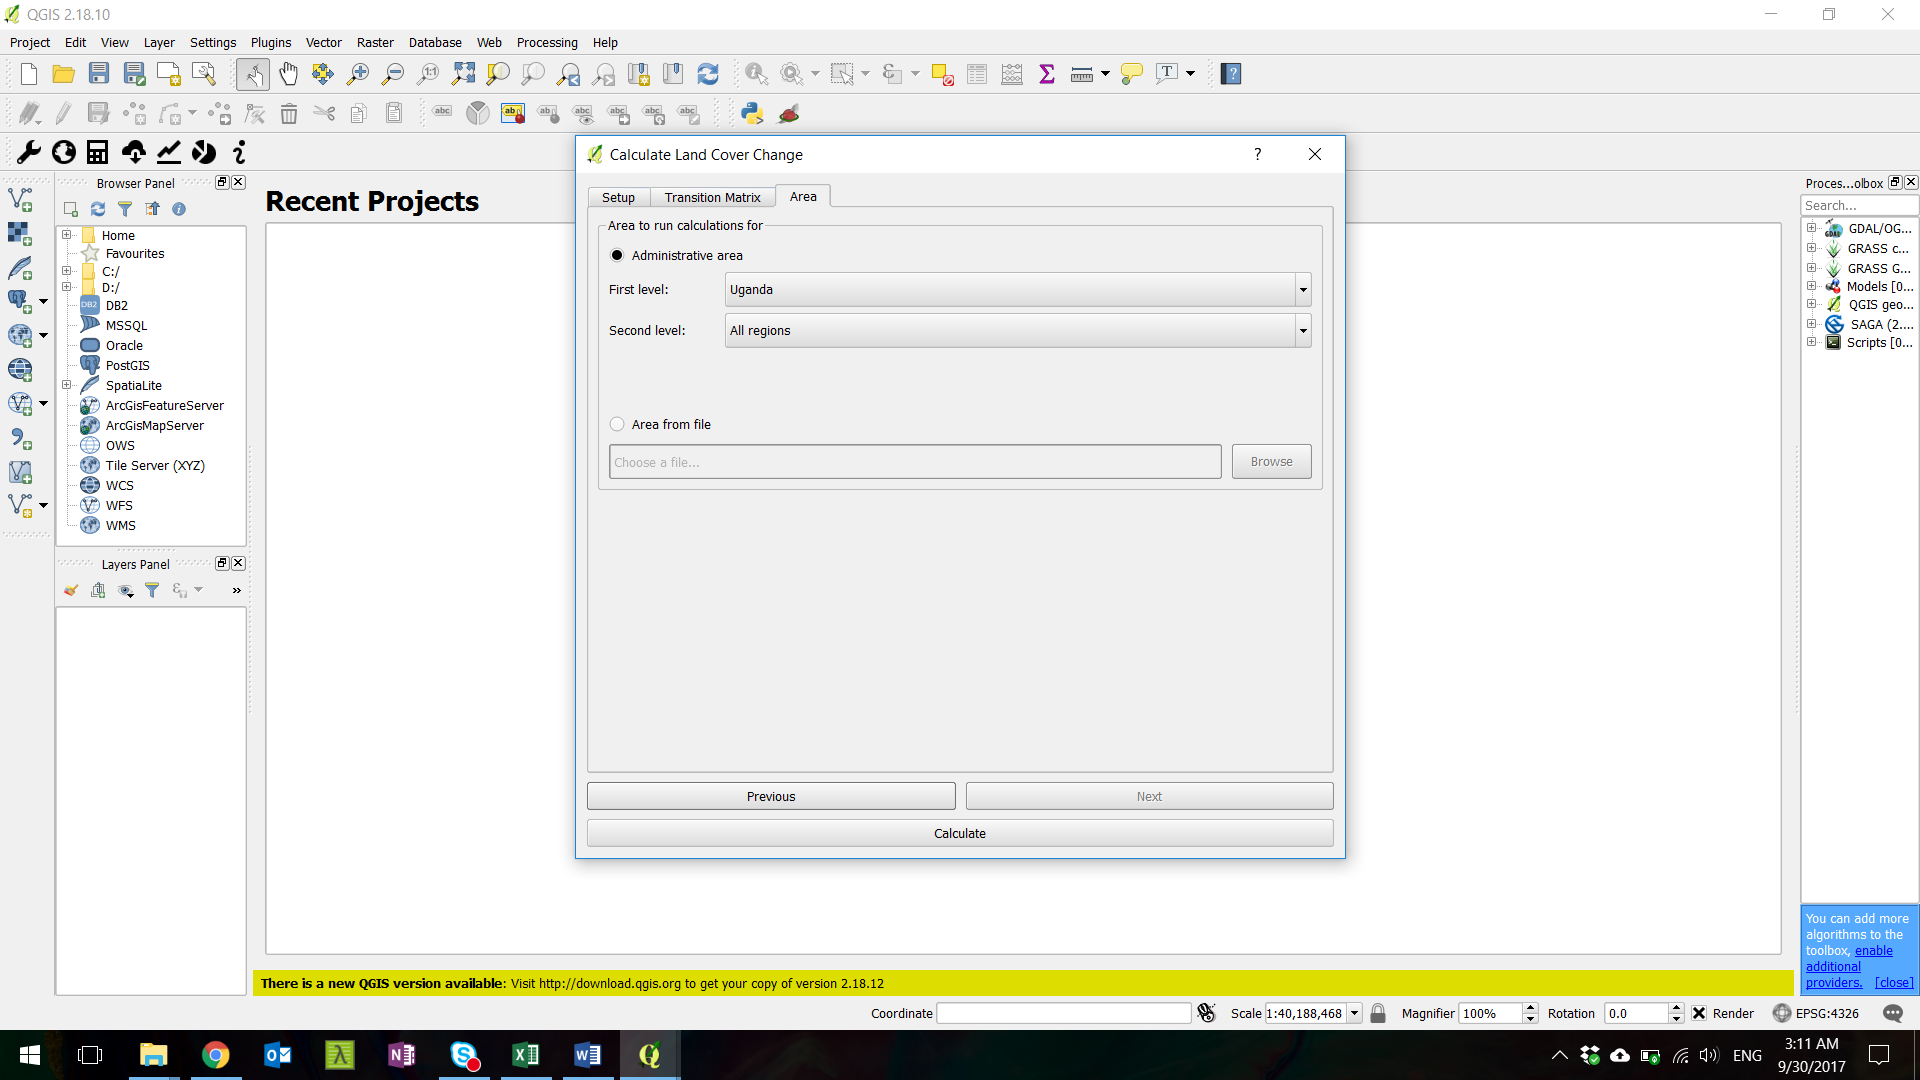 QGIS 2.18.10
Project Edit View Layer Settings Plugins Vector Raster Database Web Processing Help
Calculate Land Cover Change
?
Setup
Transition Matrix
Area
Area to run calculations for
Administrative area
First level:
Uganda
Second level:
All regions
Area from file
Choose a file...
Browse
Previous
Next
Calculate
Browser Panel
Home
Favourites
C:/
D:/
DB2
MSSQL
Oracle
PostGIS
SpatiaLite
ArcGisFeatureServer
ArcGisMapServer
OWS
Tile Server (XYZ)
WCS
WFS
WMS
Layers Panel
»
Recent Projects
Proces...olbox
Search...
GDAL/OG...
GRASS c...
GRASS G...
Models [0...
QGIS geo...
SAGA (2....
Scripts [0...
You can add more
algorithms to the
toolbox, enable
additional
providers. [close]
There is a new QGIS version available: Visit http://download.qgis.org to get your copy of version 2.18.12
Coordinate
Scale 1:40,188,468
Magnifier 100%
Rotation 0.0
Render
EPSG:4326
ENG
3:11 AM
9/30/2017